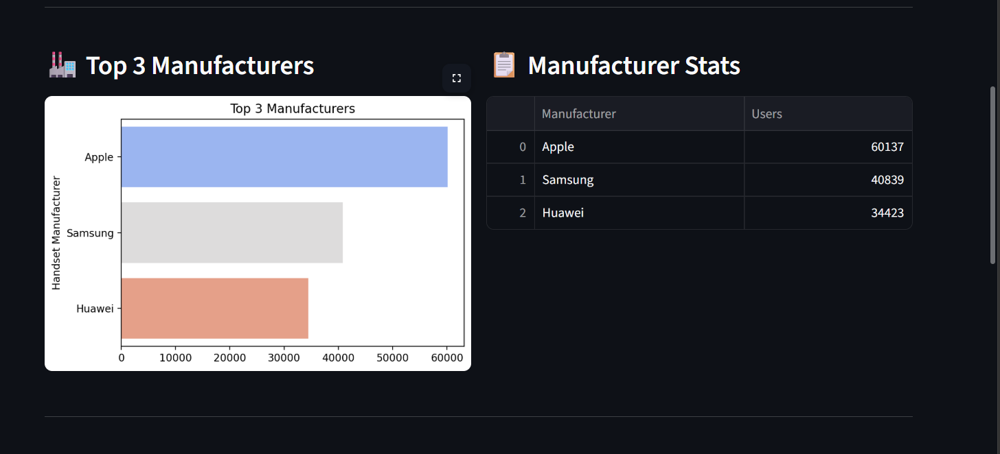 Top 3 Manufacturers
Top 3 Manufacturers
Handset Manufacturer
Apple
Samsung
Huawei
0 10000 20000 30000 40000 50000 60000
Manufacturer Stats
Manufacturer Users
0 Apple 60137
1 Samsung 40839
2 Huawei 34423